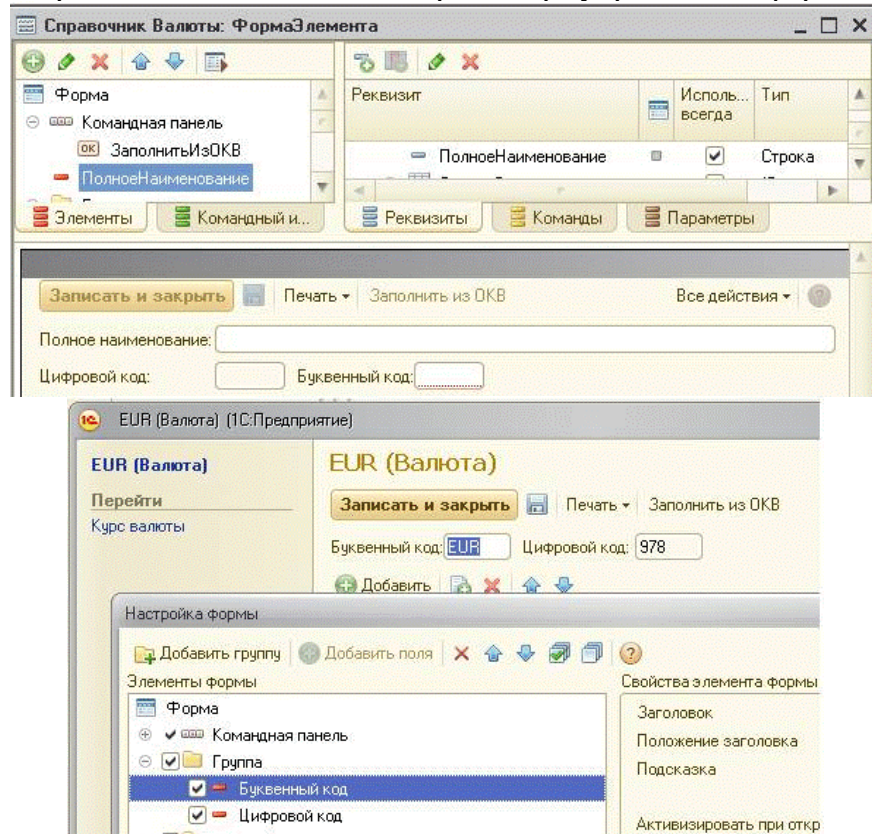 Справочник Валюты: ФормаЭлемента
Форма
Командная панель
ОК ЗаполнитьИзОКВ
ПолноеНаименование
Элементы Командный и...
Реквизит Исполь... всегда Тип
ПолноеНаименование Строка
Реквизиты Команды Параметры
Записать и закрыть Печать Заполнить из ОКВ Все действия
Полное наименование:
Цифровой код: Буквенный код:
EUR (Валюта) (1С:Предприятие)
EUR (Валюта)
Перейти
Курс валюты
EUR (Валюта)
Записать и закрыть Печать Заполнить из ОКВ
Буквенный код: EUR Цифровой код: 978
Добавить
Настройка формы
Добавить группу Добавить поля
Элементы формы
Форма
Командная панель
Группа
Буквенный код
Цифровой код
Свойства элемента формы
Заголовок
Положение заголовка
Подсказка
Активизировать при откр